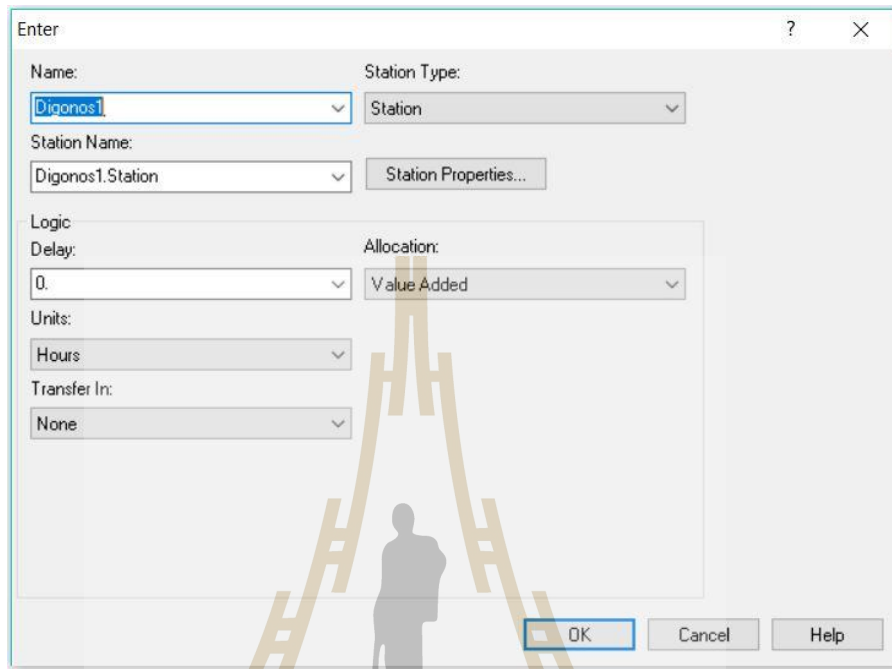 Enter ?
Name: Station Type:
Digonos1 Station
Station Name:
Digonos1.Station Station Properties...
Logic
Delay: Allocation:
0. Value Added
Units:
Hours
Transfer In:
None
OK Cancel Help